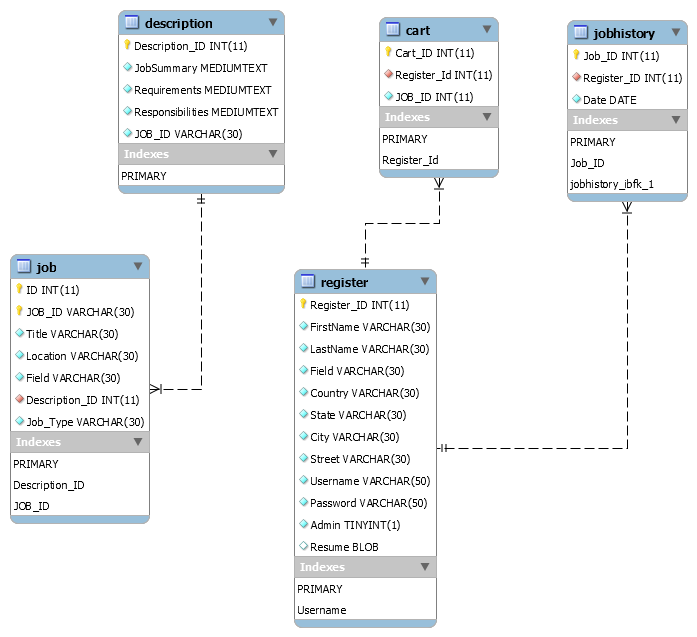 description
Description_ID INT(11)
JobSummary MEDIUMTEXT
Requirements MEDIUMTEXT
Responsibilities MEDIUMTEXT
JOB_ID VARCHAR(30)
Indexes
PRIMARY
cart
Cart_ID INT(11)
Register_Id INT(11)
JOB_ID INT(11)
Indexes
PRIMARY
Register_Id
jobhistory
Job_ID INT(11)
Register_ID INT(11)
Date DATE
Indexes
PRIMARY
Job_ID
jobhistory_ibfk_1
job
ID INT(11)
JOB_ID VARCHAR(30)
Title VARCHAR(30)
Location VARCHAR(30)
Field VARCHAR(30)
Description_ID INT(11)
Job_Type VARCHAR(30)
Indexes
PRIMARY
Description_ID
JOB_ID
register
Register_ID INT(11)
FirstName VARCHAR(30)
LastName VARCHAR(30)
Field VARCHAR(30)
Country VARCHAR(30)
State VARCHAR(30)
City VARCHAR(30)
Street VARCHAR(30)
Username VARCHAR(50)
Password VARCHAR(50)
Admin TINYINT(1)
Resume BLOB
Indexes
PRIMARY
Username